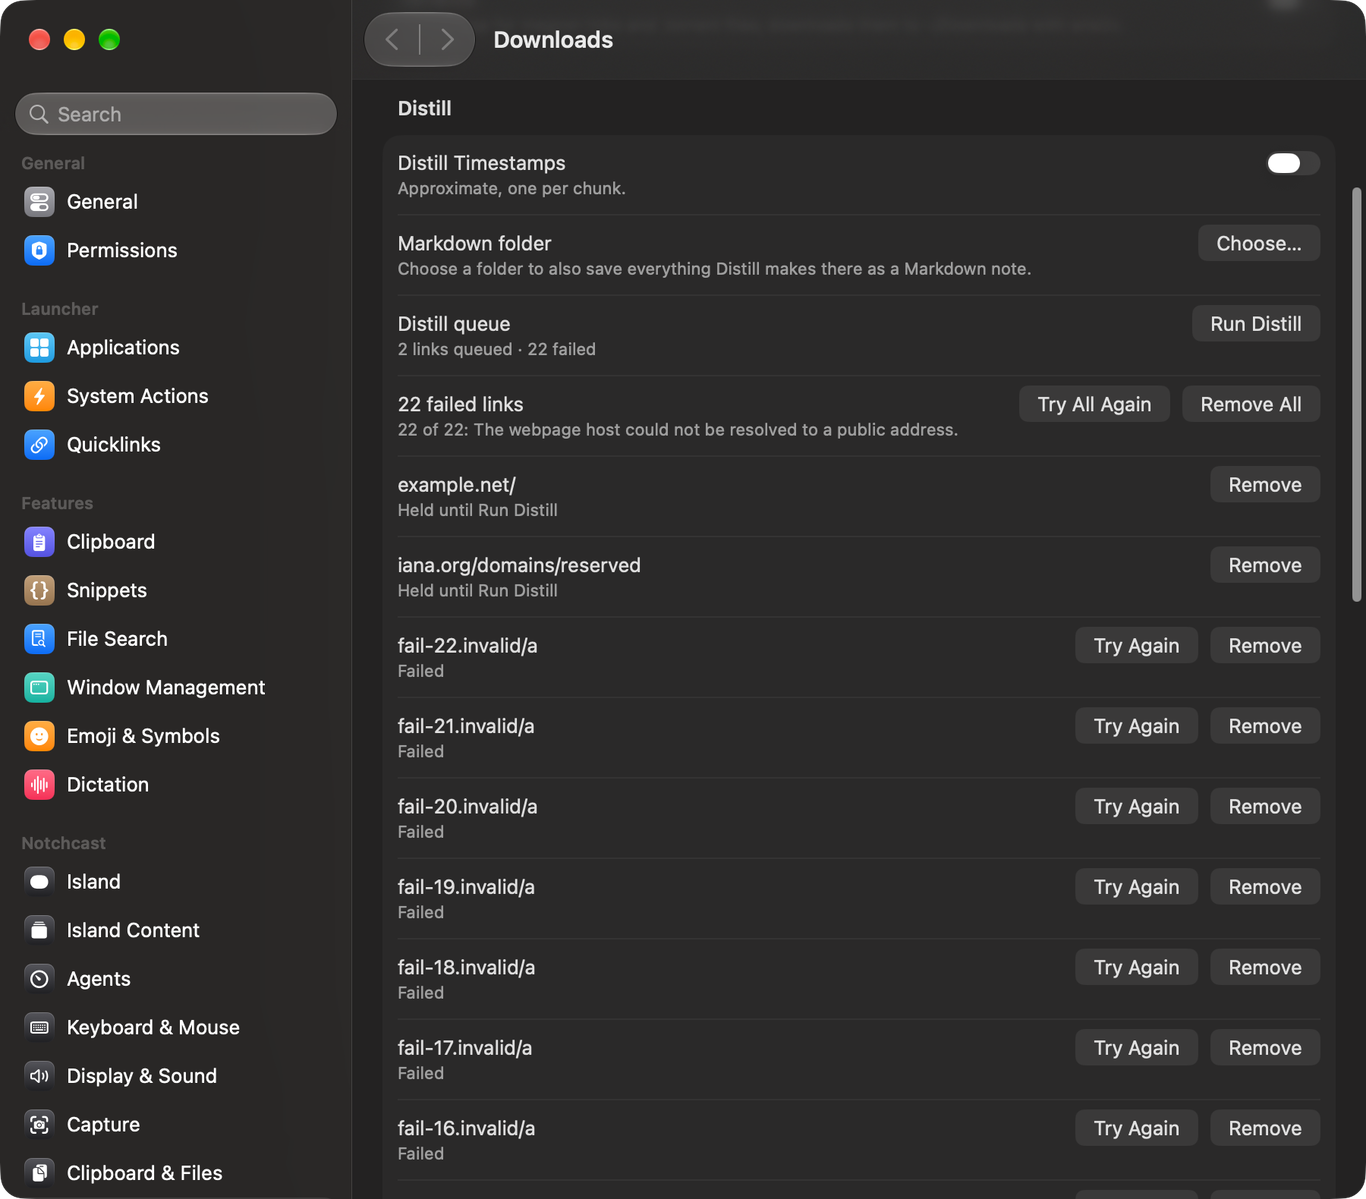 Downloads
Search
General
General
Permissions
Launcher
Applications
System Actions
Quicklinks
Features
Clipboard
Snippets
File Search
Window Management
Emoji & Symbols
Dictation
Notchcast
Island
Island Content
Agents
Keyboard & Mouse
Display & Sound
Capture
Clipboard & Files
Distill
Distill Timestamps
Approximate, one per chunk.
Markdown folder
Choose...
Choose a folder to also save everything Distill makes there as a Markdown note.
Distill queue
Run Distill
2 links queued · 22 failed
22 failed links
Try All Again
Remove All
22 of 22: The webpage host could not be resolved to a public address.
example.net/
Remove
Held until Run Distill
iana.org/domains/reserved
Remove
Held until Run Distill
fail-22.invalid/a
Try Again
Remove
Failed
fail-21.invalid/a
Try Again
Remove
Failed
fail-20.invalid/a
Try Again
Remove
Failed
fail-19.invalid/a
Try Again
Remove
Failed
fail-18.invalid/a
Try Again
Remove
Failed
fail-17.invalid/a
Try Again
Remove
Failed
fail-16.invalid/a
Try Again
Remove
Failed